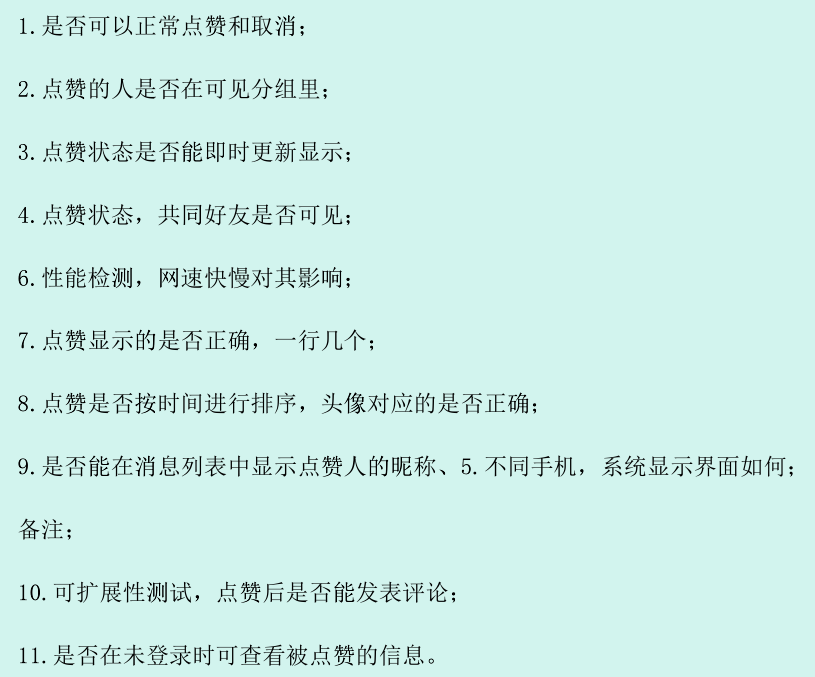 1.是否可以正常点赞和取消;
2.点赞的人是否在可见分组里;
3.点赞状态是否能即时更新显示;
4.点赞状态，共同好友是否可见;
6.性能检测，网速快慢对其影响;
7.点赞显示的是否正确，一行几个;
8.点赞是否按时间进行排序，头像对应的是否正确;
9.是否能在消息列表中显示点赞人的昵称、5.不同手机，系统显示界面如何;
备注;
10.可扩展性测试，点赞后是否能发表评论;
11.是否在未登录时可查看被点赞的信息。